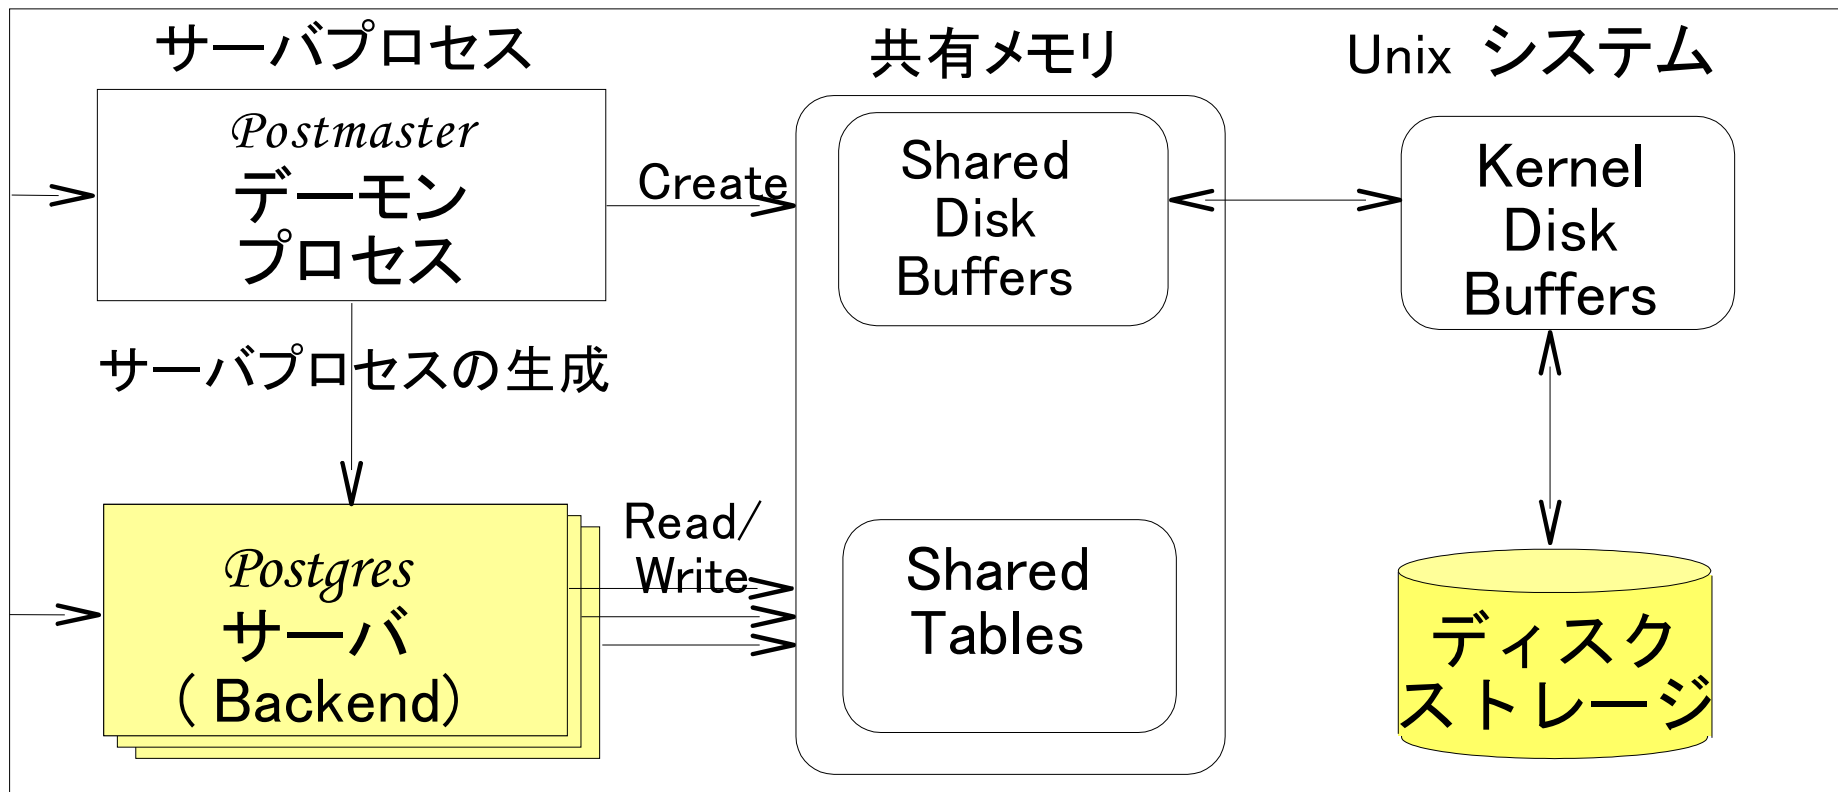 サーバプロセス
共有メモリ
Unix システム
Postmaster
デーモン
プロセス
Create
Shared
Disk
Buffers
Kernel
Disk
Buffers
サーバプロセスの生成
Postgres
サーバ
( Backend)
Read/
Write
Shared
Tables
ディスク
ストレージ